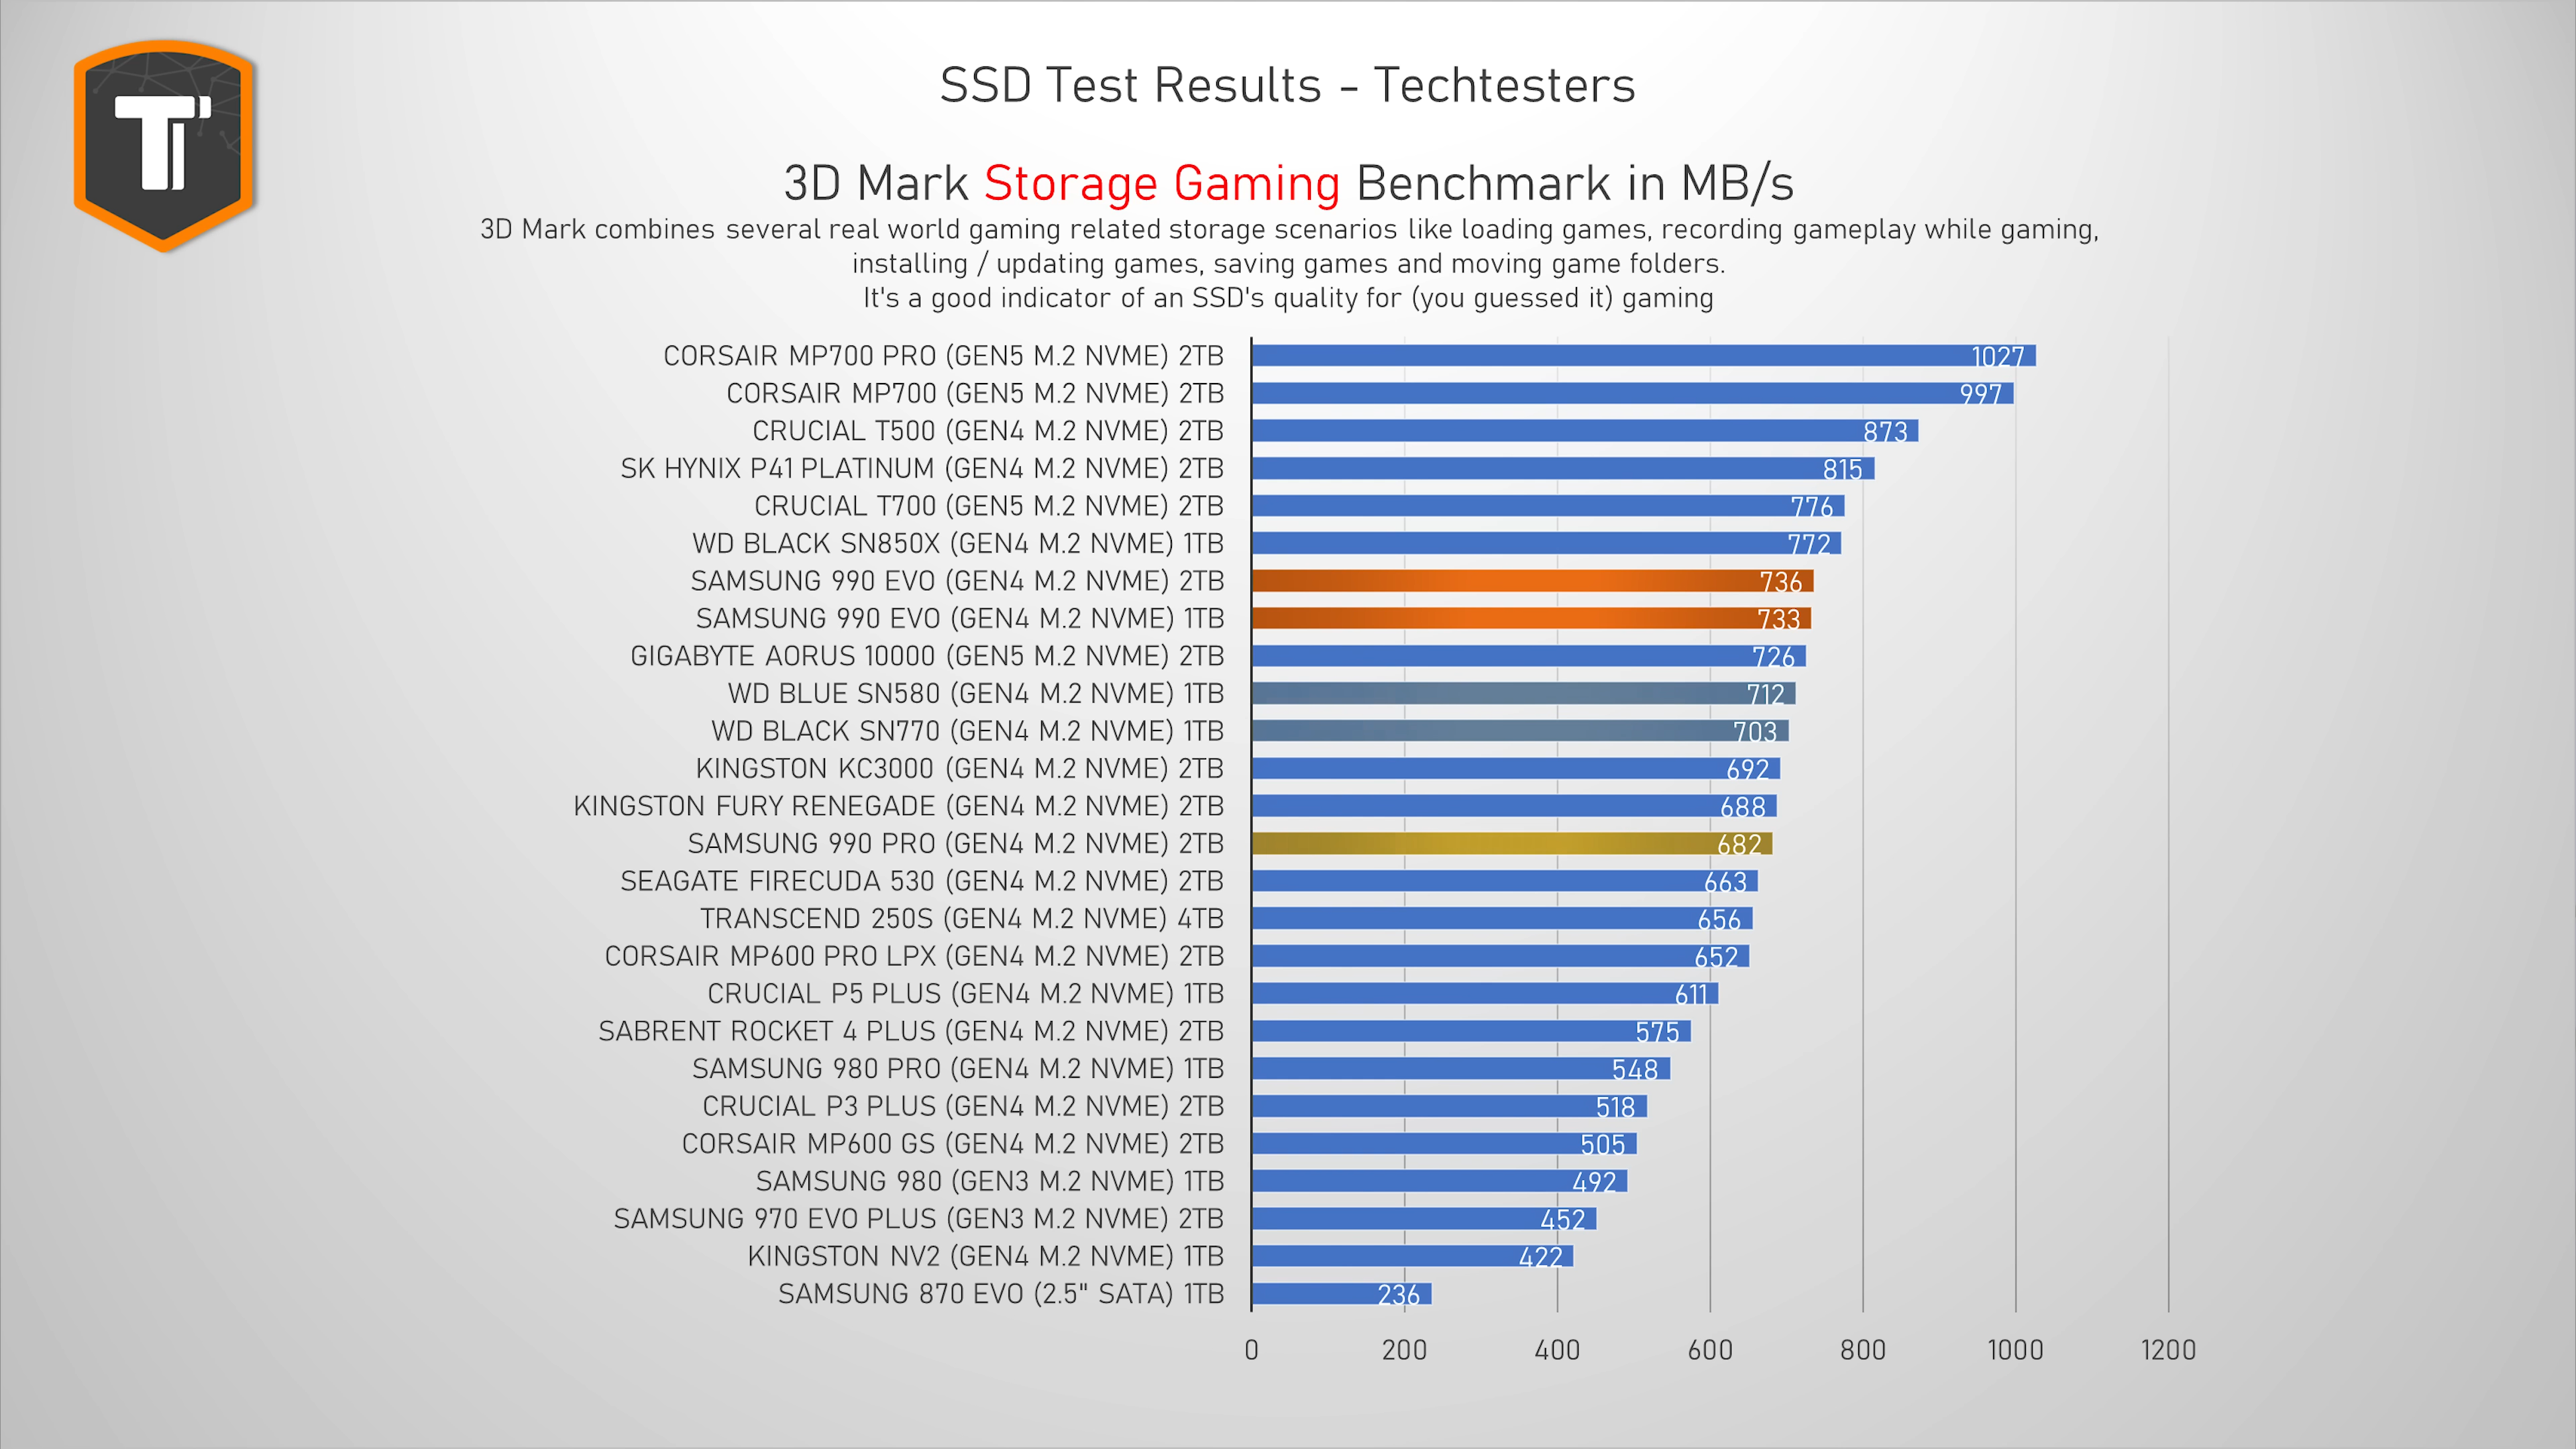 SSD Test Results - Techtesters
3D Mark Storage Gaming Benchmark in MB/s
3D Mark combines several real world gaming related storage scenarios like loading games, recording gameplay while gaming,
installing / updating games, saving games and moving game folders.
It's a good indicator of an SSD's quality for (you guessed it) gaming
CORSAIR MP700 PRO (GEN5 M.2 NVME) 2TB 1027
CORSAIR MP700 (GEN5 M.2 NVME) 2TB 997
CRUCIAL T500 (GEN4 M.2 NVME) 2TB 873
SK HYNIX P41 PLATINUM (GEN4 M.2 NVME) 2TB 815
CRUCIAL T700 (GEN5 M.2 NVME) 2TB 776
WD BLACK SN850X (GEN4 M.2 NVME) 1TB 772
SAMSUNG 990 EVO (GEN4 M.2 NVME) 2TB 736
SAMSUNG 990 EVO (GEN4 M.2 NVME) 1TB 733
GIGABYTE AORUS 10000 (GEN5 M.2 NVME) 2TB 726
WD BLUE SN580 (GEN4 M.2 NVME) 1TB 712
WD BLACK SN770 (GEN4 M.2 NVME) 1TB 703
KINGSTON KC3000 (GEN4 M.2 NVME) 2TB 692
KINGSTON FURY RENEGADE (GEN4 M.2 NVME) 2TB 688
SAMSUNG 990 PRO (GEN4 M.2 NVME) 2TB 682
SEAGATE FIRECUDA 530 (GEN4 M.2 NVME) 2TB 663
TRANSCEND 250S (GEN4 M.2 NVME) 4TB 656
CORSAIR MP600 PRO LPX (GEN4 M.2 NVME) 2TB 652
CRUCIAL P5 PLUS (GEN4 M.2 NVME) 1TB 611
SABRENT ROCKET 4 PLUS (GEN4 M.2 NVME) 2TB 575
SAMSUNG 980 PRO (GEN4 M.2 NVME) 1TB 548
CRUCIAL P3 PLUS (GEN4 M.2 NVME) 2TB 518
CORSAIR MP600 GS (GEN4 M.2 NVME) 2TB 505
SAMSUNG 980 (GEN3 M.2 NVME) 1TB 492
SAMSUNG 970 EVO PLUS (GEN3 M.2 NVME) 2TB 452
KINGSTON NV2 (GEN4 M.2 NVME) 1TB 422
SAMSUNG 870 EVO (2.5" SATA) 1TB 236
0 200 400 600 800 1000 1200